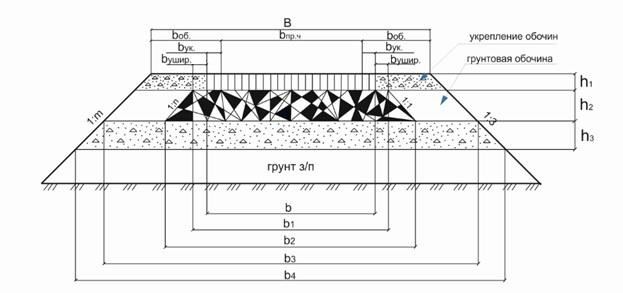 B
bоб. bпр.ч bоб.
bук. bук.
bушир. bушир.
укрепление обочин
грунтовая обочина
h1
1:n 1:1 h2
1:m 1:3
h3
грунт з/п
b
b1
b2
b3
b4